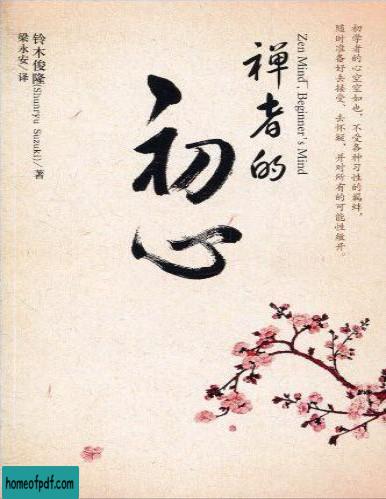 初学者的心空空如也，不受各种习性的羁绊，
随时准备好去接受、去怀疑，并对所有的可能性敞开。
Zen Mind, Beginner's Mind
禅者的
初心
铃木俊隆(Shunryu Suzuki)／著
梁永安／译
homeofpdf.com